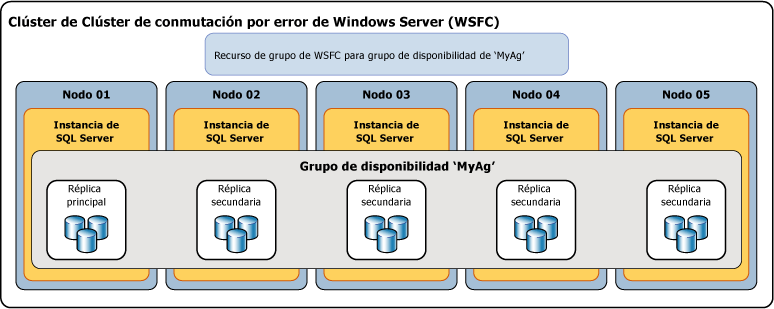 Clúster de Clúster de conmutación por error de Windows Server (WSFC)
Recurso de grupo de WSFC para grupo de disponibilidad de ‘MyAg’
Nodo 01
Nodo 02
Nodo 03
Nodo 04
Nodo 05
Instancia de
SQL Server
Instancia de
SQL Server
Instancia de
SQL Server
Instancia de
SQL Server
Instancia de
SQL Server
Grupo de disponibilidad ‘MyAg’
Réplica
principal
Réplica
secundaria
Réplica
secundaria
Réplica
secundaria
Réplica
secundaria